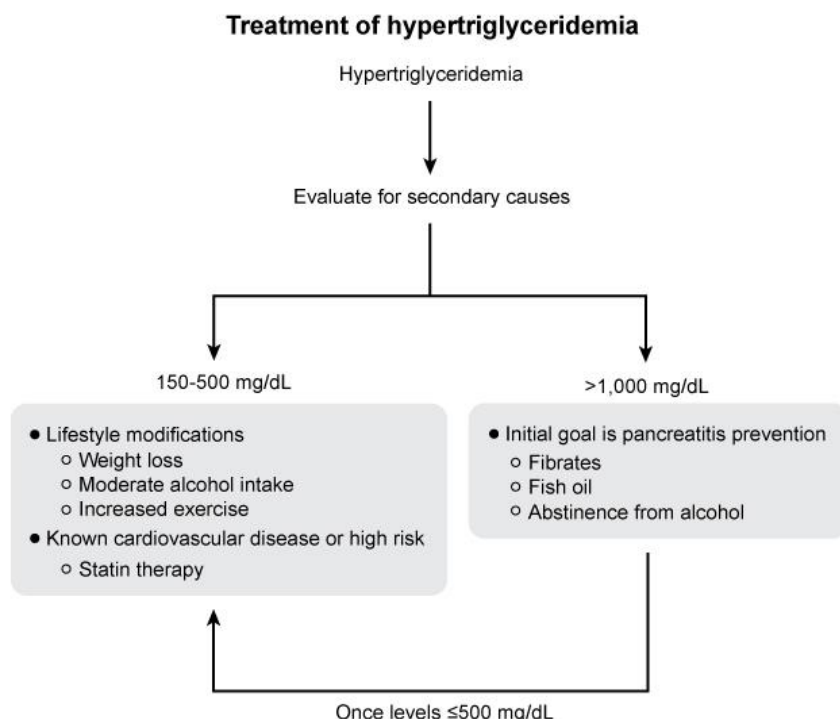 Treatment of hypertriglyceridemia
Hypertriglyceridemia
Evaluate for secondary causes
150-500 mg/dL
● Lifestyle modifications
○ Weight loss
○ Moderate alcohol intake
○ Increased exercise
● Known cardiovascular disease or high risk
○ Statin therapy
>1,000 mg/dL
● Initial goal is pancreatitis prevention
○ Fibrates
○ Fish oil
○ Abstinence from alcohol
Once levels ≤500 mg/dL